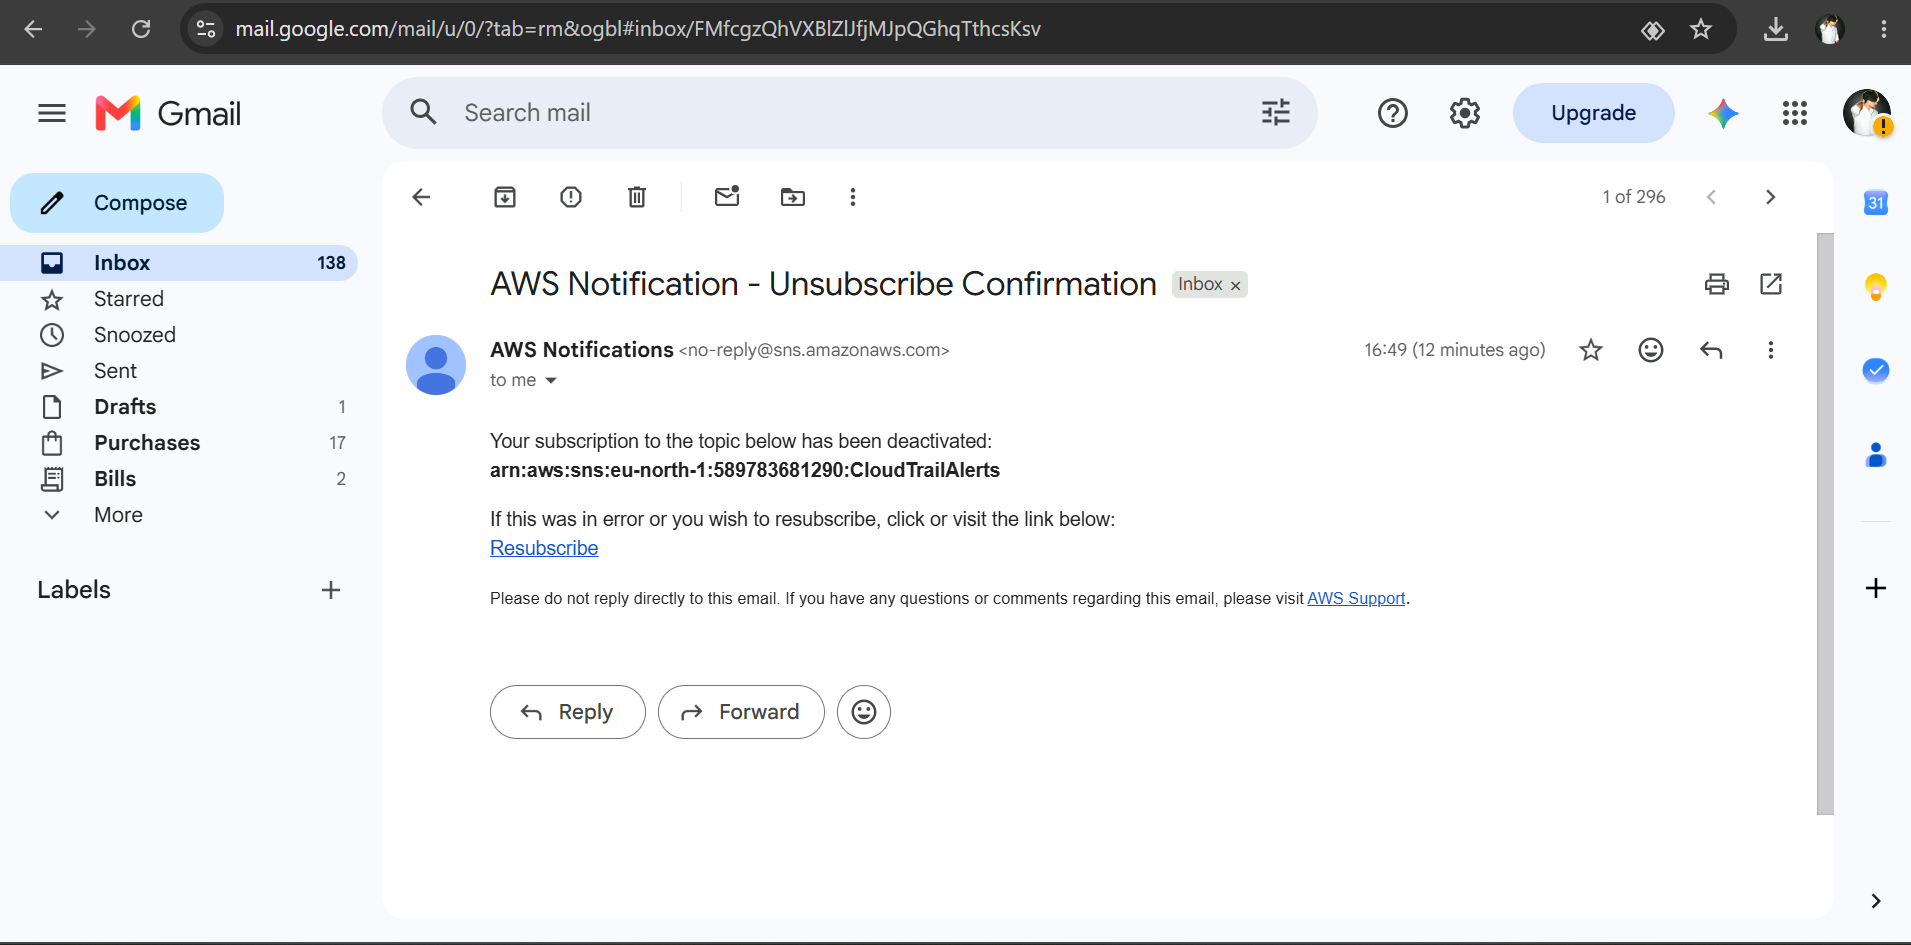 mail.google.com/mail/u/0/?tab=rm&ogbl#inbox/FMfcgzQhVXBlZlJfjMJpQGhqTthcsKsv
Gmail
Search mail
Upgrade
Compose
1 of 296
31
Inbox 138
Starred
Snoozed
Sent
Drafts 1
Purchases 17
Bills 2
More
Labels
AWS Notification - Unsubscribe Confirmation
Inbox ×
AWS Notifications <no-reply@sns.amazonaws.com>
16:49 (12 minutes ago)
to me
Your subscription to the topic below has been deactivated:
arn:aws:sns:eu-north-1:589783681290:CloudTrailAlerts
If this was in error or you wish to resubscribe, click or visit the link below:
Resubscribe
Please do not reply directly to this email. If you have any questions or comments regarding this email, please visit AWS Support.
Reply
Forward